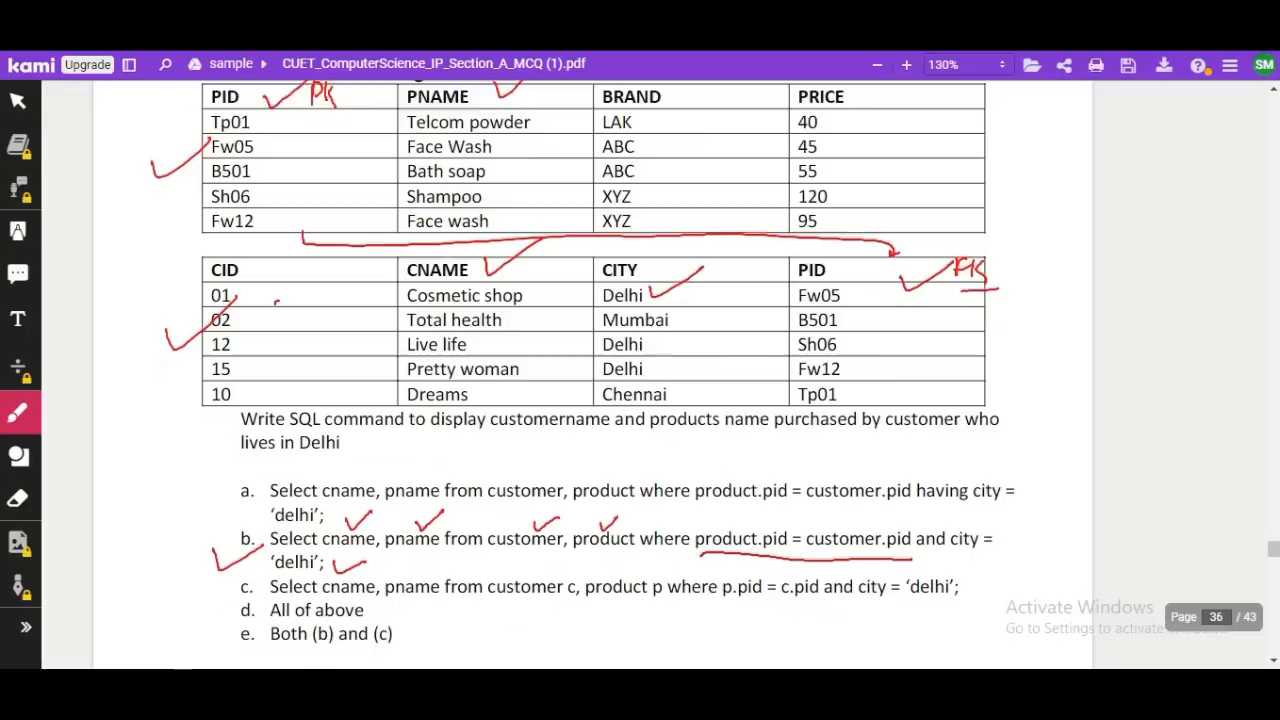 kami Upgrade sample CUET_ComputerScience_IP_Section_A_MCQ (1).pdf 130% SM
PID PK PNAME BRAND PRICE
Tp01 Telcom powder LAK 40
Fw05 Face Wash ABC 45
B501 Bath soap ABC 55
Sh06 Shampoo XYZ 120
Fw12 Face wash XYZ 95
CID CNAME CITY PID FK
01 Cosmetic shop Delhi Fw05
02 Total health Mumbai B501
12 Live life Delhi Sh06
15 Pretty woman Delhi Fw12
10 Dreams Chennai Tp01
Write SQL command to display customername and products name purchased by customer who
lives in Delhi
a. Select cname, pname from customer, product where product.pid = customer.pid having city =
‘delhi’;
b. Select cname, pname from customer, product where product.pid = customer.pid and city =
‘delhi’;
c. Select cname, pname from customer c, product p where p.pid = c.pid and city = ‘delhi’;
d. All of above
e. Both (b) and (c)
Activate Windows
Go to Settings to activate
Page 36 / 43